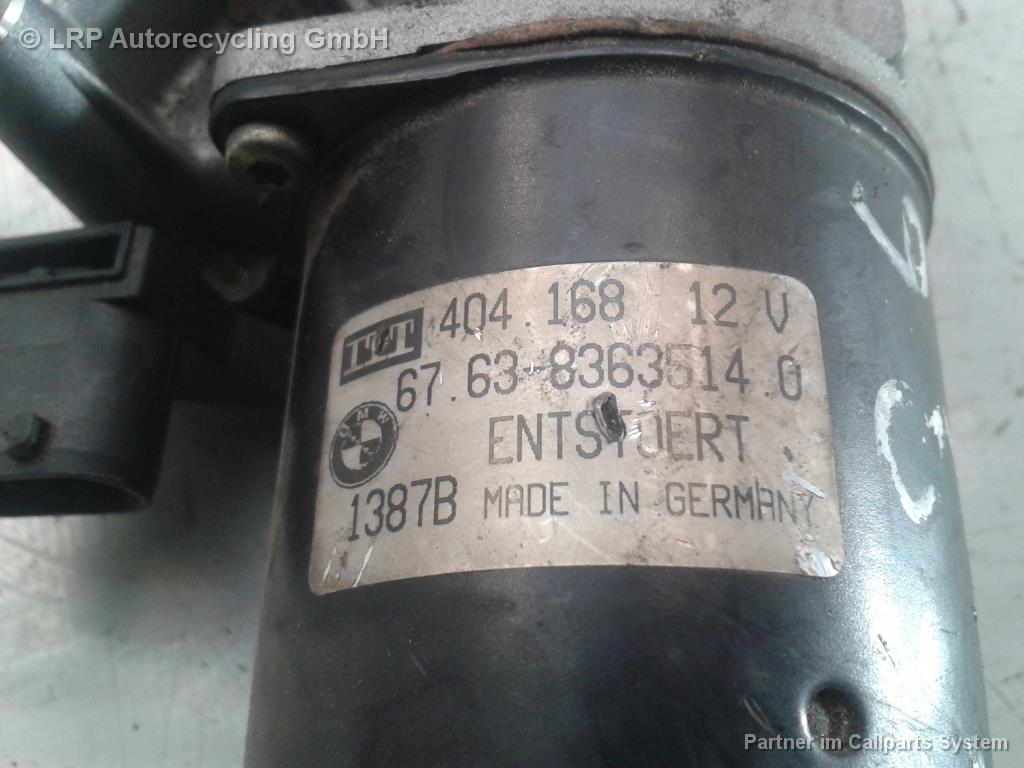 © LRP Autorecycling GmbH
ITT 404.168 12 V
67.63-8363514.0
BMW ENTSTOERT
1387B MADE IN GERMANY
Partner im Callparts System